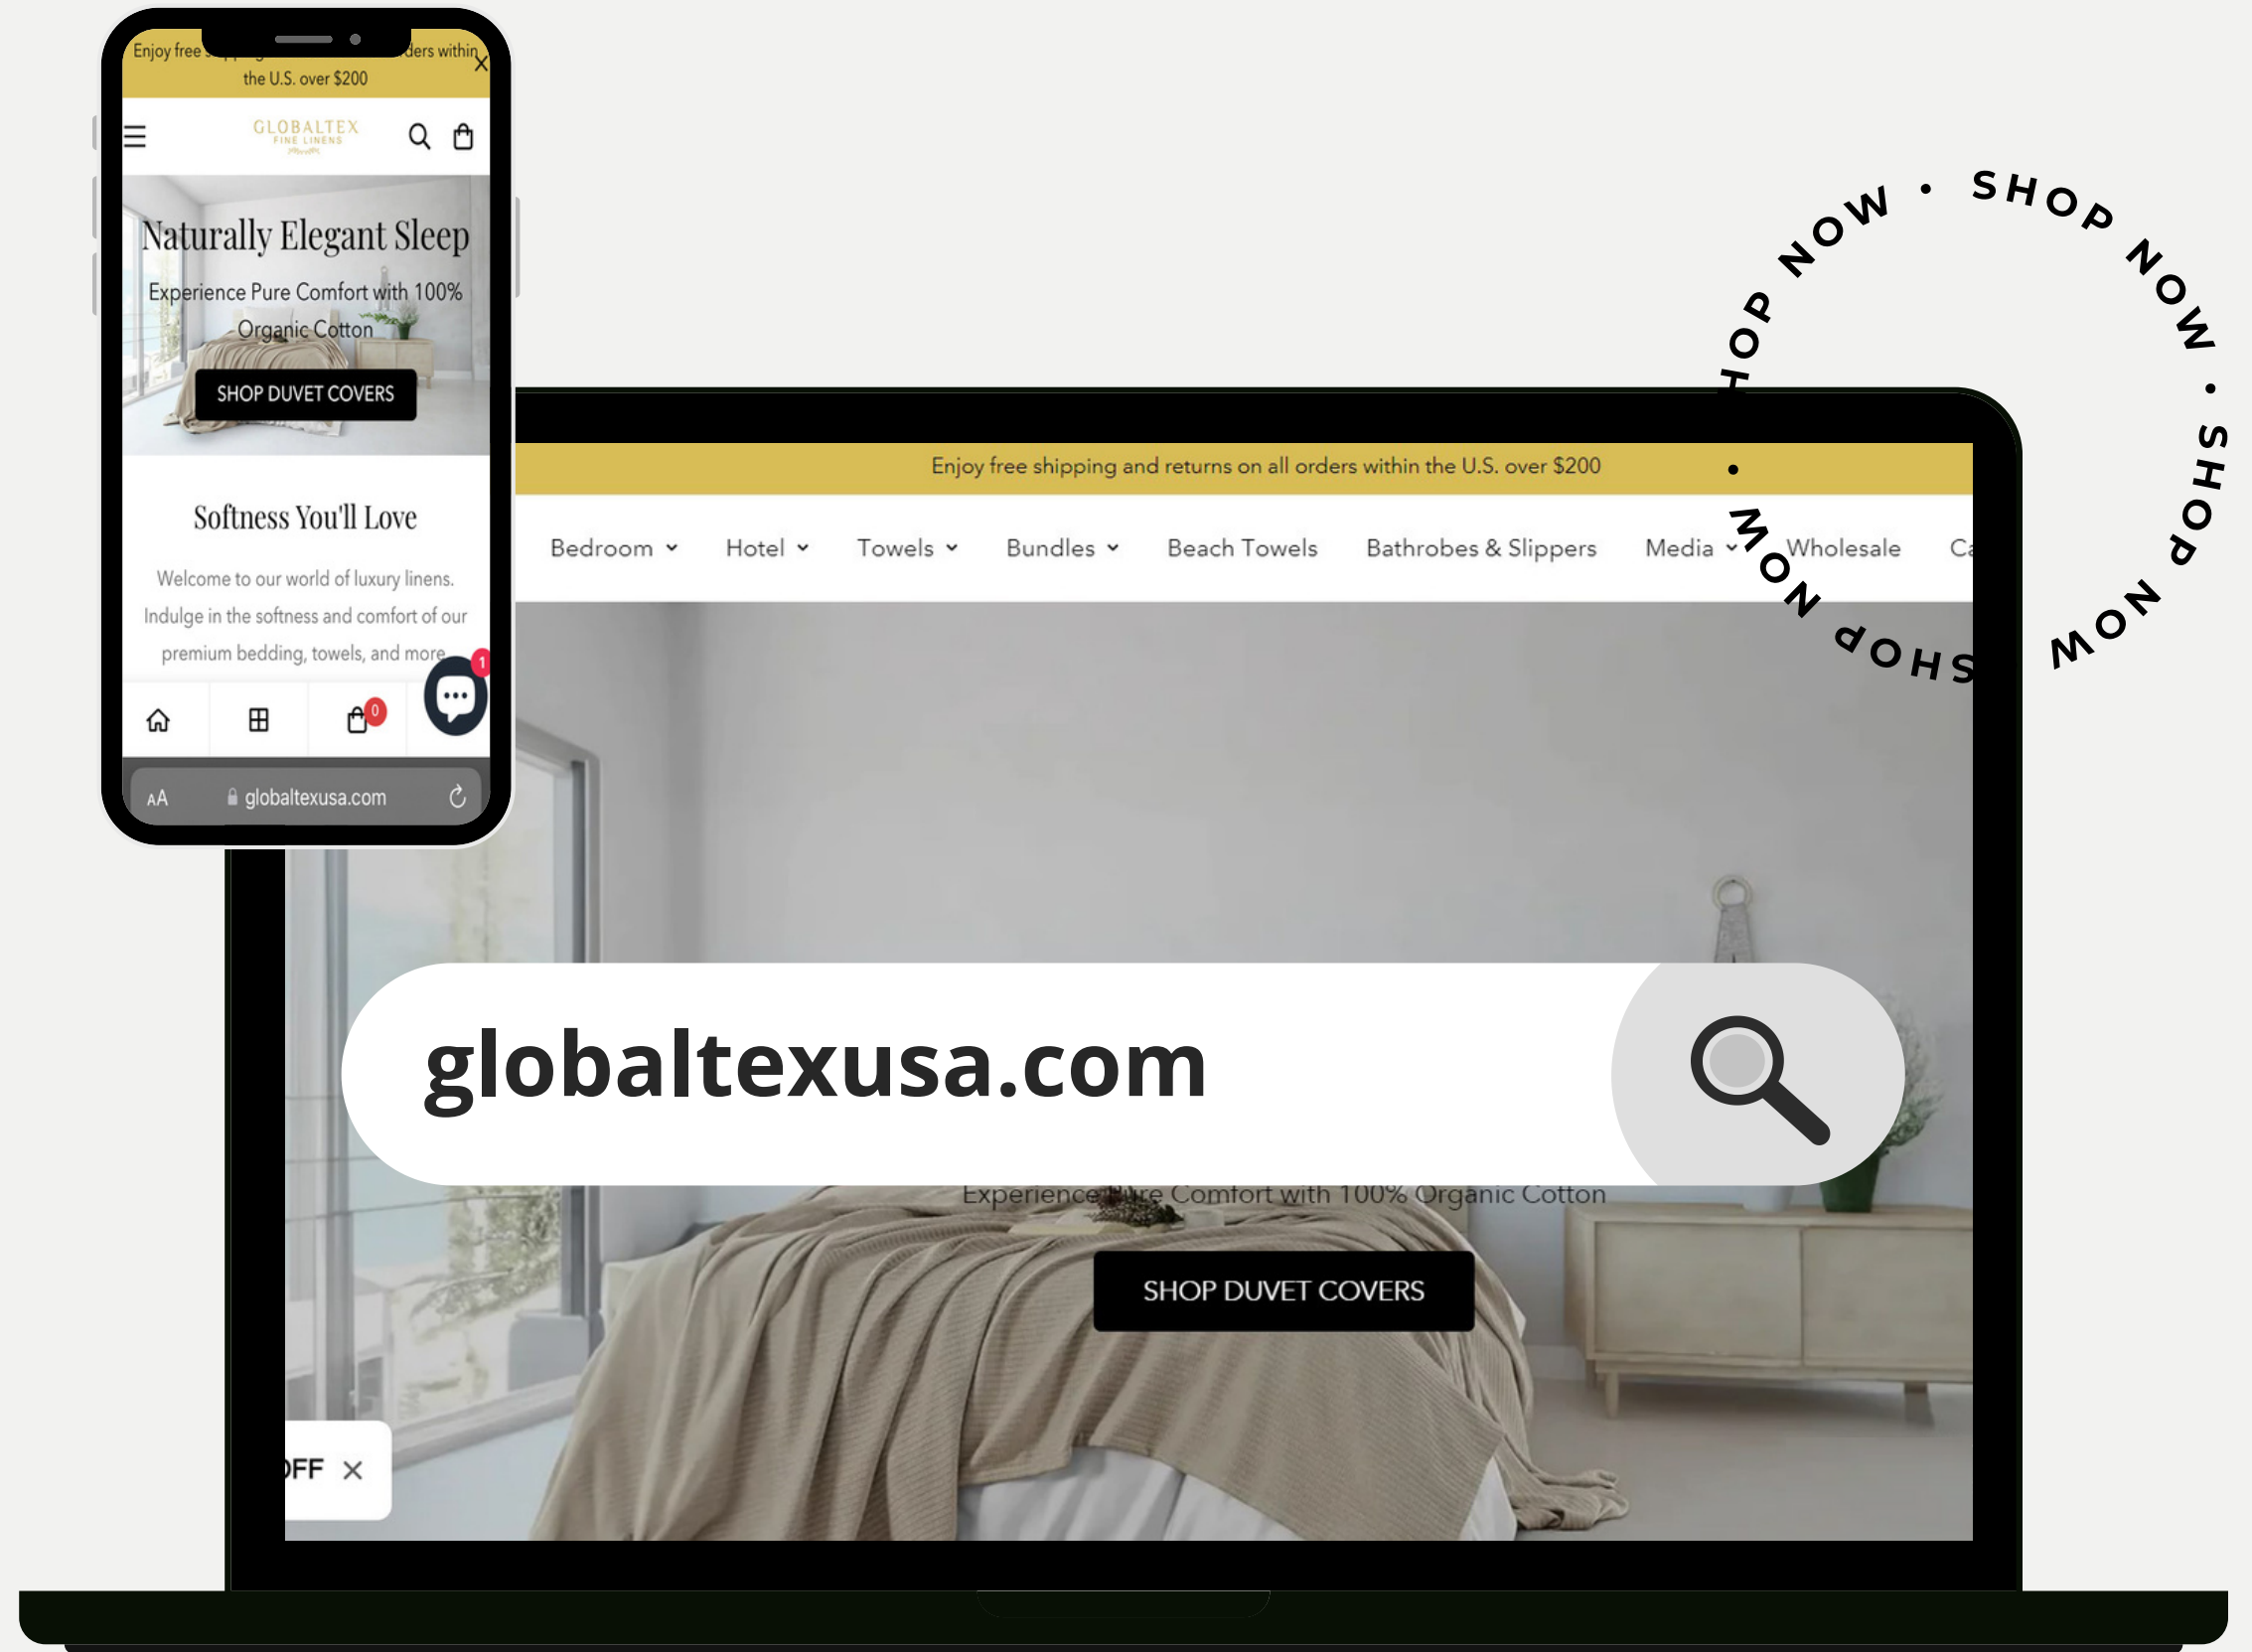 Enjoy free
ders within
the U.S. over $200
X
GLOBALTEX
FINE LINENS
Naturally Elegant Sleep
Experience Pure Comfort with 100%
Organic Cotton
SHOP DUVET COVERS
Softness You'll Love
Welcome to our world of luxury linens.
Indulge in the softness and comfort of our
premium bedding, towels, and more
1
0
AA globaltexusa.com
SHOP NOW • SHOP NOW • SHOP NOW SHOP NOW •
Enjoy free shipping and returns on all orders within the U.S. over $200
Bedroom Hotel Towels Bundles Beach Towels Bathrobes & Slippers Media Wholesale Ca
globaltexusa.com
Experience Pure Comfort with 100% Organic Cotton
SHOP DUVET COVERS
OFF X